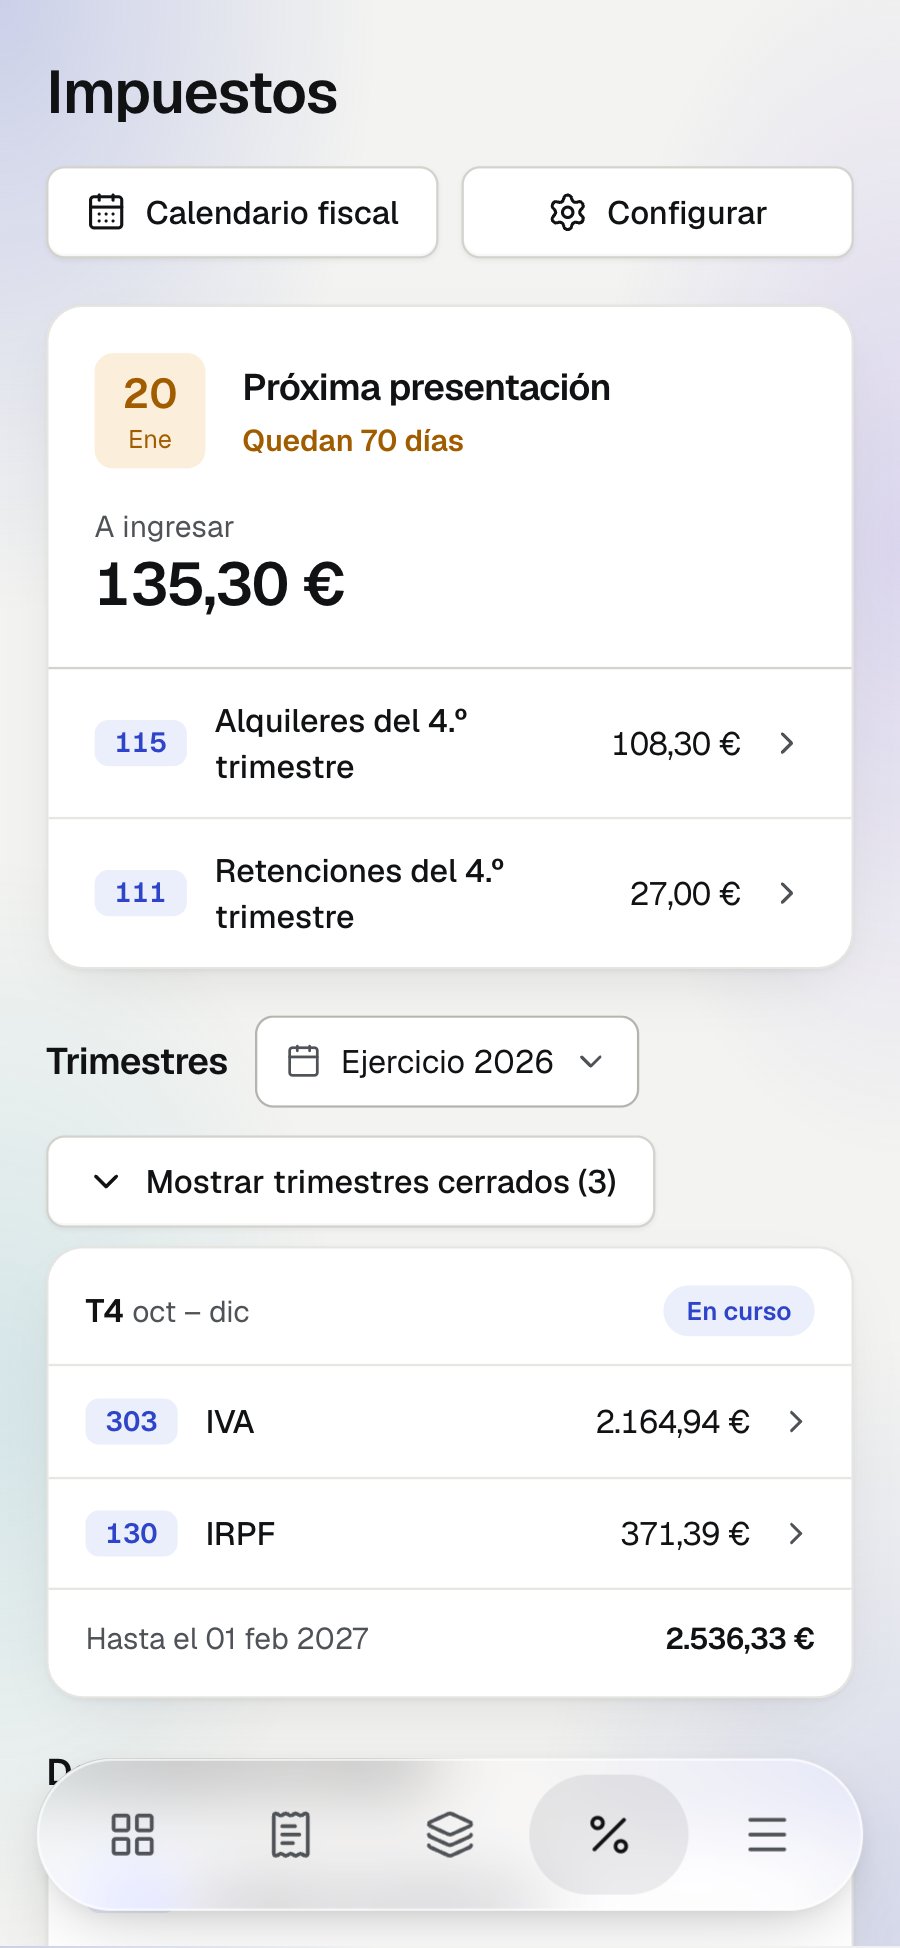 Impuestos
Calendario fiscal
Configurar
20
Ene
Próxima presentación
Quedan 70 días
A ingresar
135,30 €
115
Alquileres del 4.º
trimestre
108,30 €
111
Retenciones del 4.º
trimestre
27,00 €
Trimestres
Ejercicio 2026
Mostrar trimestres cerrados (3)
T4 oct – dic
En curso
303
IVA
2.164,94 €
130
IRPF
371,39 €
Hasta el 01 feb 2027
2.536,33 €